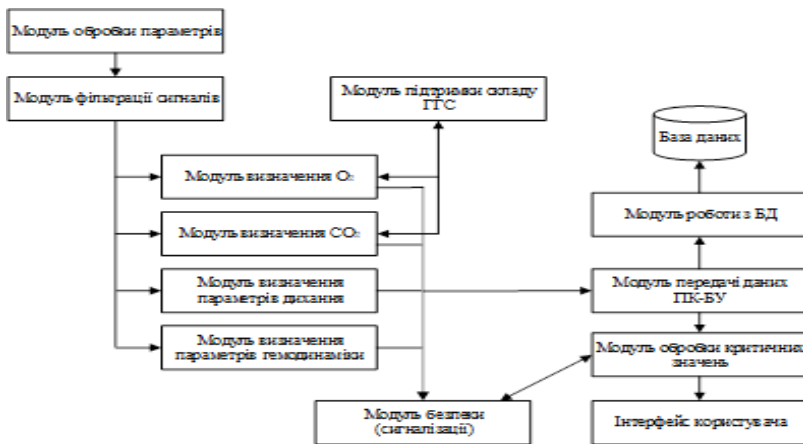 Модуль обробки параметрів
Модуль фільтрації сигналів
Модуль підтримки складу
ГГС
База даних
Модуль визначення O₂
Модуль роботи з БД
Модуль визначення CO₂
Модуль визначення
параметрів дихання
Модуль передачі даних
ПК-БУ
Модуль визначення
параметрів гемодинаміки
Модуль обробки критичних
значень
Модуль безпеки
(сигналізації)
Інтерфейс користувача